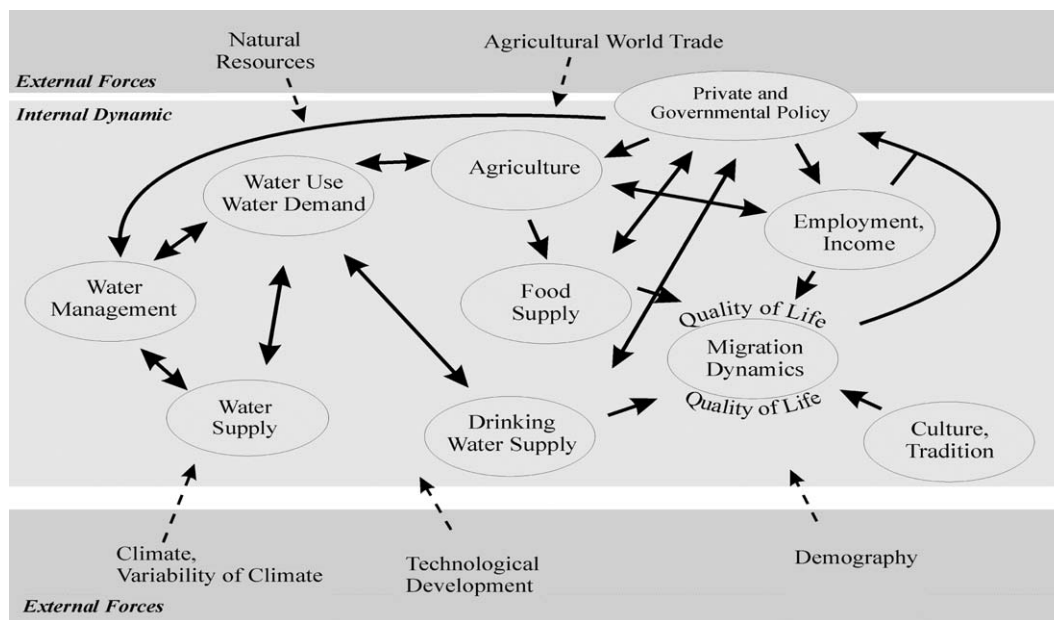 Natural
Resources
Agricultural World Trade
External Forces
Internal Dynamic
Private and
Governmental Policy
Water Use
Water Demand
Agriculture
Employment,
Income
Water
Management
Food
Supply
Quality of Life
Migration
Dynamics
Quality of Life
Water
Supply
Drinking
Water Supply
Culture,
Tradition
Climate,
Variability of Climate
Technological
Development
Demography
External Forces